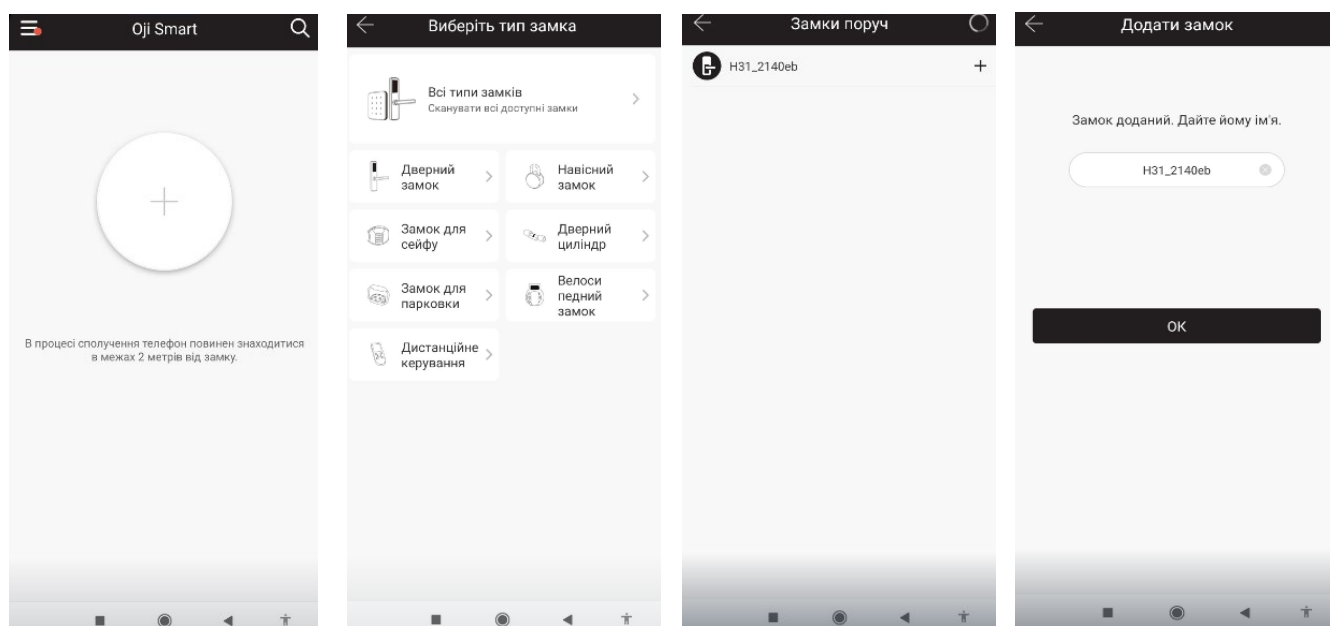 Oji Smart
В процесі сполучення телефон повинен знаходитися
в межах 2 метрів від замку.
Виберіть тип замка
Всі типи замків
Сканувати всі доступні замки
Дверний
замок
Навісний
замок
Замок для
сейфу
Дверний
циліндр
Замок для
парковки
Велоси
педний
замок
Дистанційне
керування
Замки поруч
H31_2140eb
Додати замок
Замок доданий. Дайте йому ім'я.
H31_2140eb
ОК